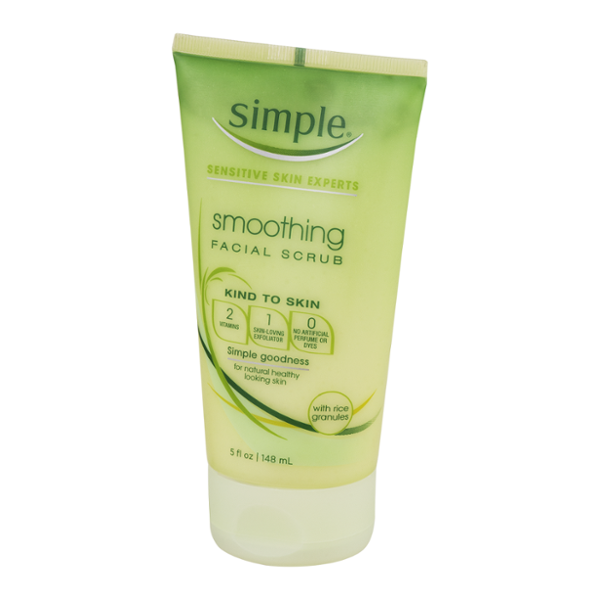 simple®
SENSITIVE SKIN EXPERTS
smoothing
FACIAL SCRUB
KIND TO SKIN
2
VITAMINS
1
SKIN-LOVING
EXFOLIATOR
0
NO ARTIFICIAL
PERFUME OR
DYES
Simple goodness
for natural healthy
looking skin
with rice
granules
5 fl oz | 148 mL